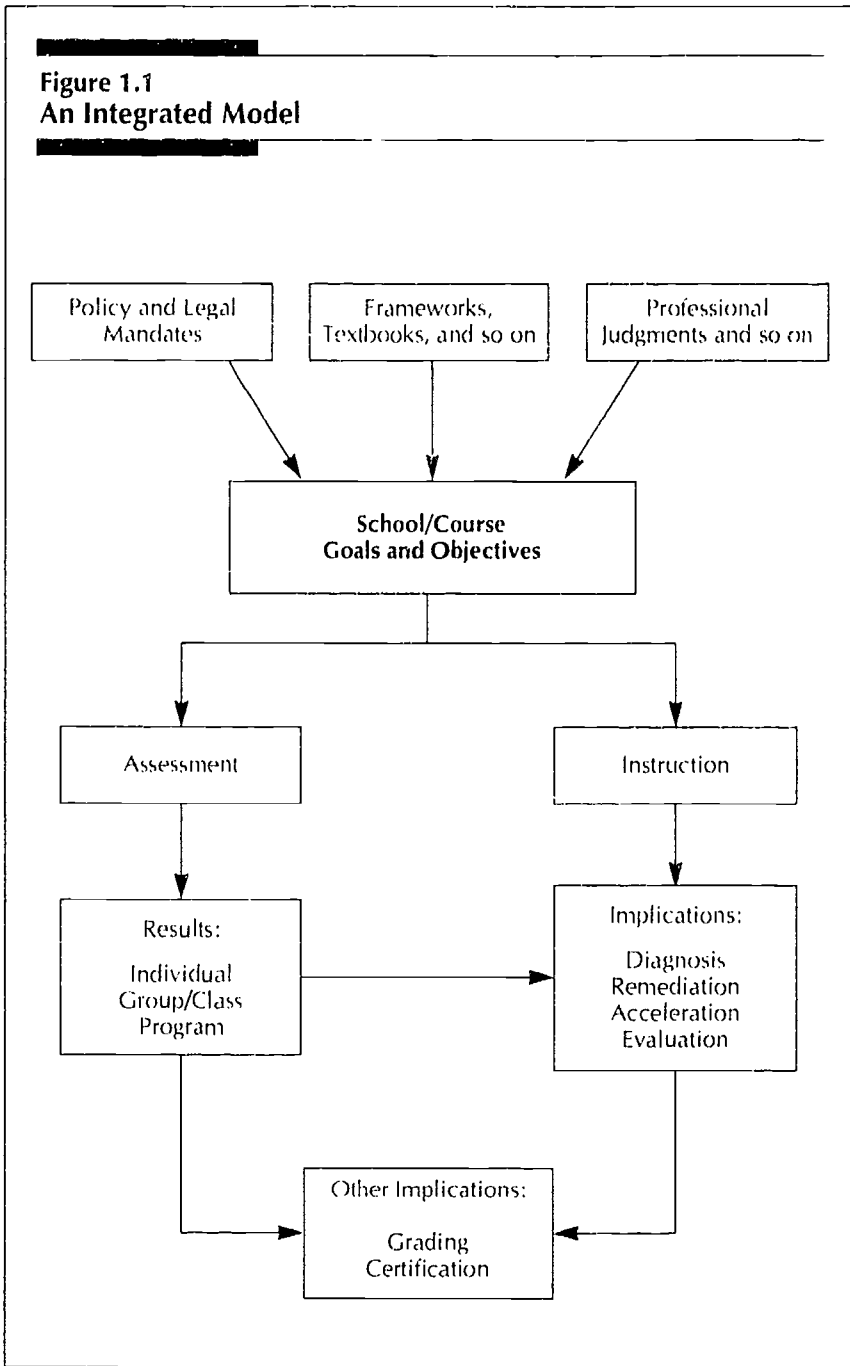 Figure 1.1
An Integrated Model
Policy and Legal
Mandates
Frameworks,
Textbooks, and so on
Professional
Judgments and so on
School/Course
Goals and Objectives
Assessment
Instruction
Results:
Individual
Group/Class
Program
Implications:
Diagnosis
Remediation
Acceleration
Evaluation
Other Implications:
Grading
Certification